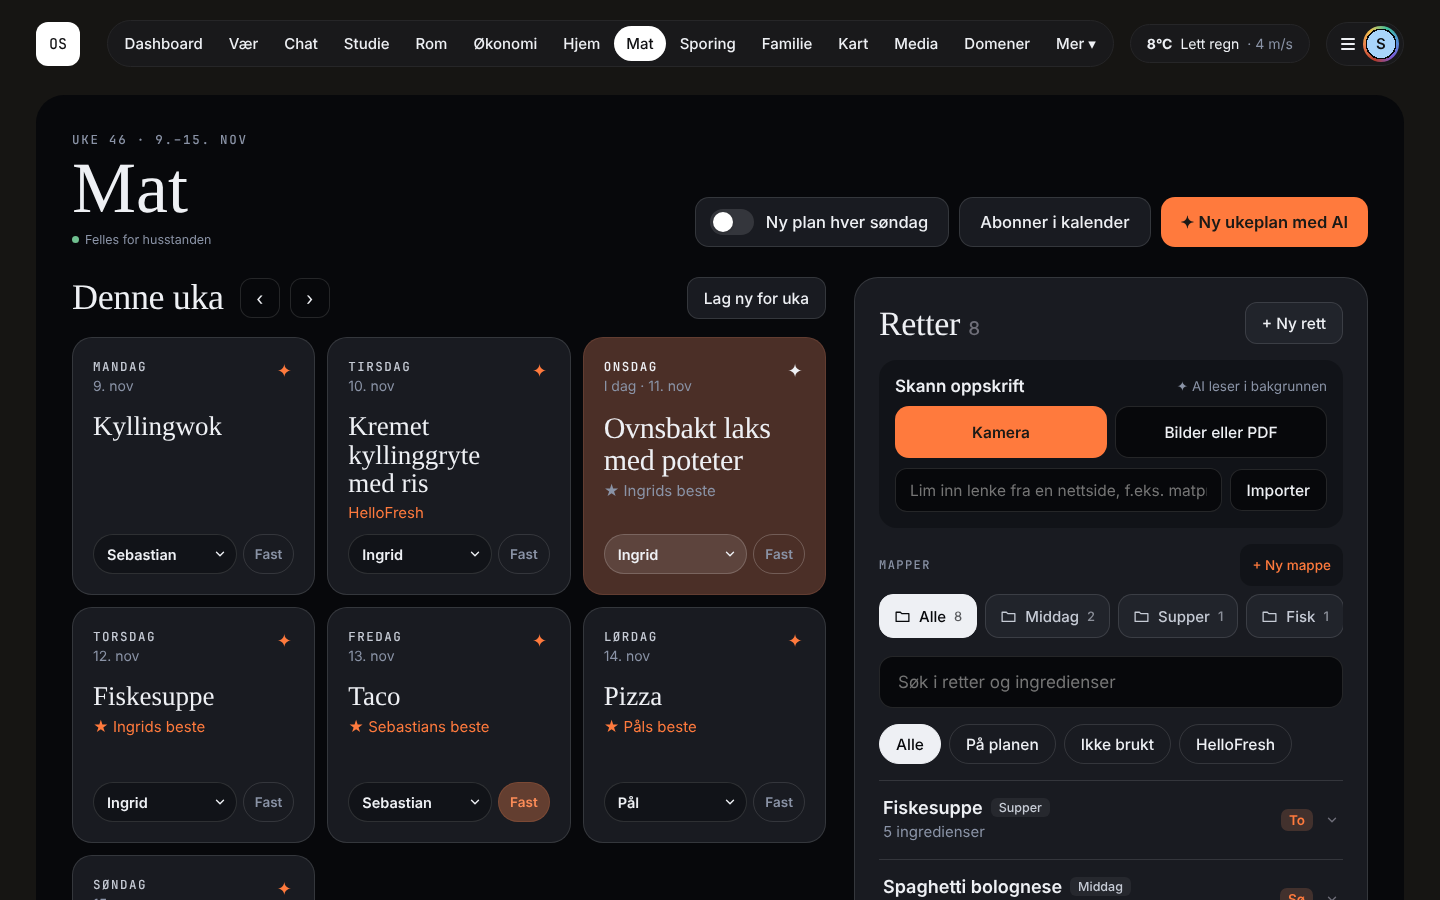 OS
Dashboard Vær Chat Studie Rom Økonomi Hjem Mat Sporing Familie Kart Media Domener Mer ▾
8°C Lett regn · 4 m/s
S
UKE 46 · 9.–15. NOV
Mat
Felles for husstanden
Ny plan hver søndag
Abonner i kalender
✦ Ny ukeplan med AI
Denne uka
‹ ›
Lag ny for uka
MANDAG ✦
9. nov
Kyllingwok
Sebastian Fast
TIRSDAG ✦
10. nov
Kremet
kyllinggryte
med ris
HelloFresh
Ingrid Fast
ONSDAG ✦
I dag · 11. nov
Ovnsbakt laks
med poteter
★ Ingrids beste
Ingrid Fast
TORSDAG ✦
12. nov
Fiskesuppe
★ Ingrids beste
Ingrid Fast
FREDAG ✦
13. nov
Taco
★ Sebastians beste
Sebastian Fast
LØRDAG ✦
14. nov
Pizza
★ Påls beste
Pål Fast
SØNDAG ✦
Retter 8
+ Ny rett
Skann oppskrift
✦ AI leser i bakgrunnen
Kamera
Bilder eller PDF
Lim inn lenke fra en nettside, f.eks. matp
Importer
MAPPER
+ Ny mappe
Alle 8
Middag 2
Supper 1
Fisk 1
Søk i retter og ingredienser
Alle
På planen
Ikke brukt
HelloFresh
Fiskesuppe Supper
5 ingredienser
To
Spaghetti bolognese Middag
Sø